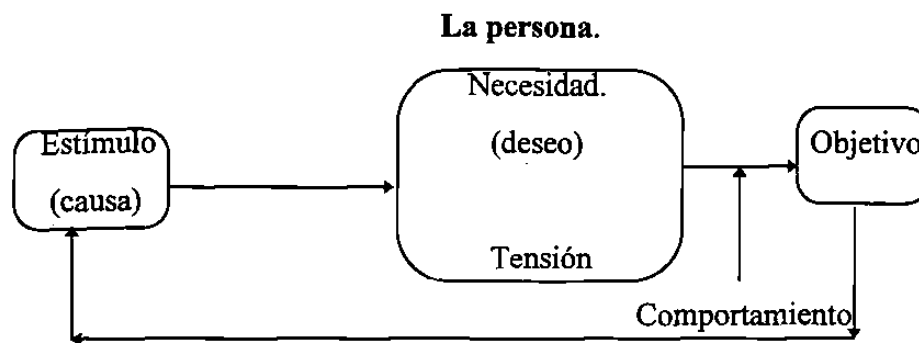 La persona.
Necesidad.
(deseo)
Tensión
Estímulo
(causa)
Objetivo
Comportamiento